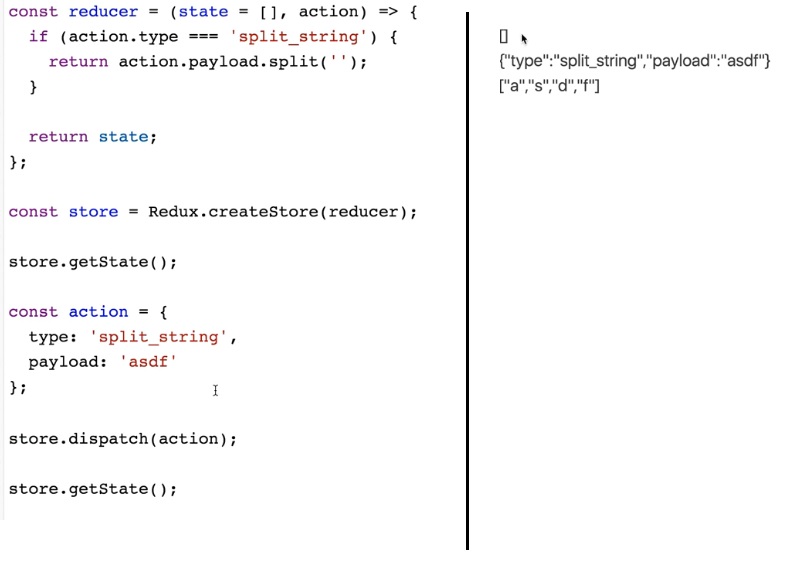 const reducer = (state = [], action) => {
  if (action.type === 'split_string') {
    return action.payload.split('');
  }

  return state;
};

const store = Redux.createStore(reducer);

store.getState();

const action = {
  type: 'split_string',
  payload: 'asdf'
};

store.dispatch(action);

store.getState();

[]
{"type":"split_string","payload":"asdf"}
["a","s","d","f"]